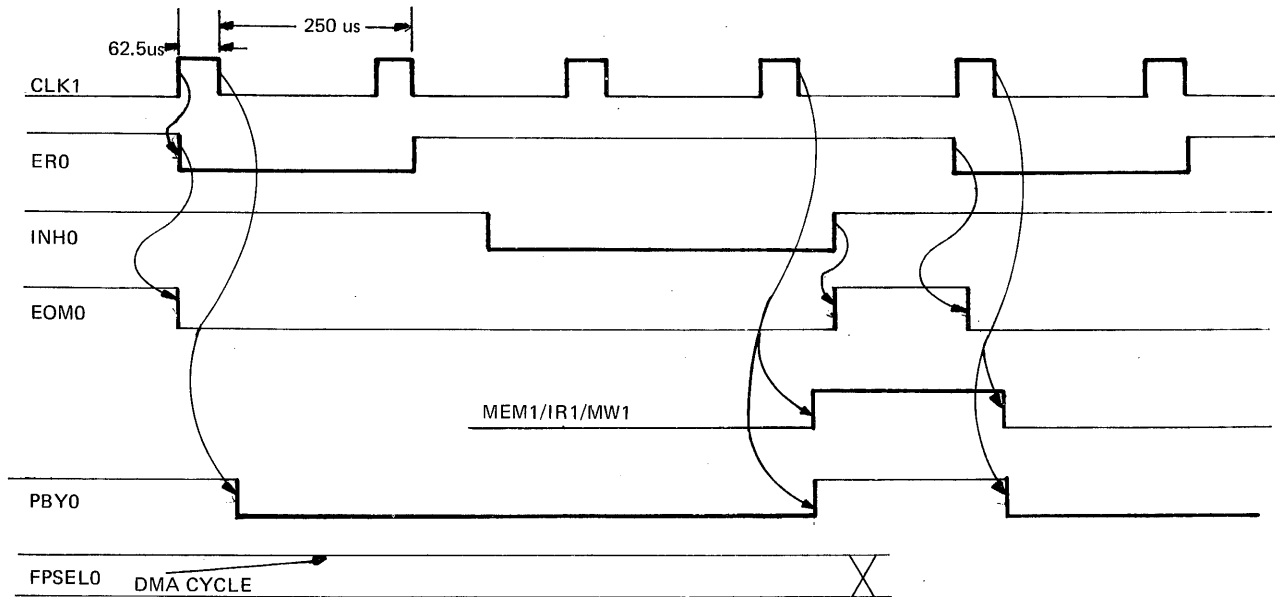 250 us
62.5us
CLK1
ER0
INH0
EOM0
MEM1/IR1/MW1
PBY0
FPSEL0
DMA CYCLE